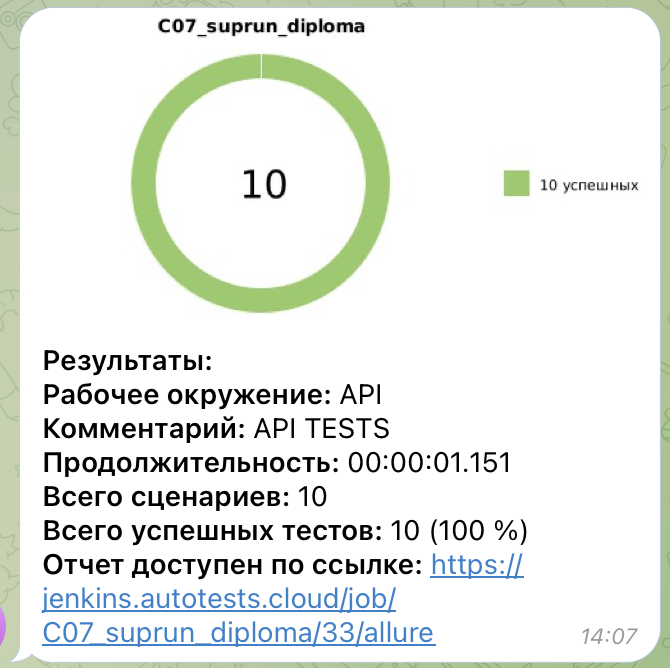 C07_suprun_diploma
10
10 успешных
Результаты:
Рабочее окружение: API
Комментарий: API TESTS
Продолжительность: 00:00:01.151
Всего сценариев: 10
Всего успешных тестов: 10 (100 %)
Отчет доступен по ссылке: https://
jenkins.autotests.cloud/job/
C07_suprun_diploma/33/allure
14:07